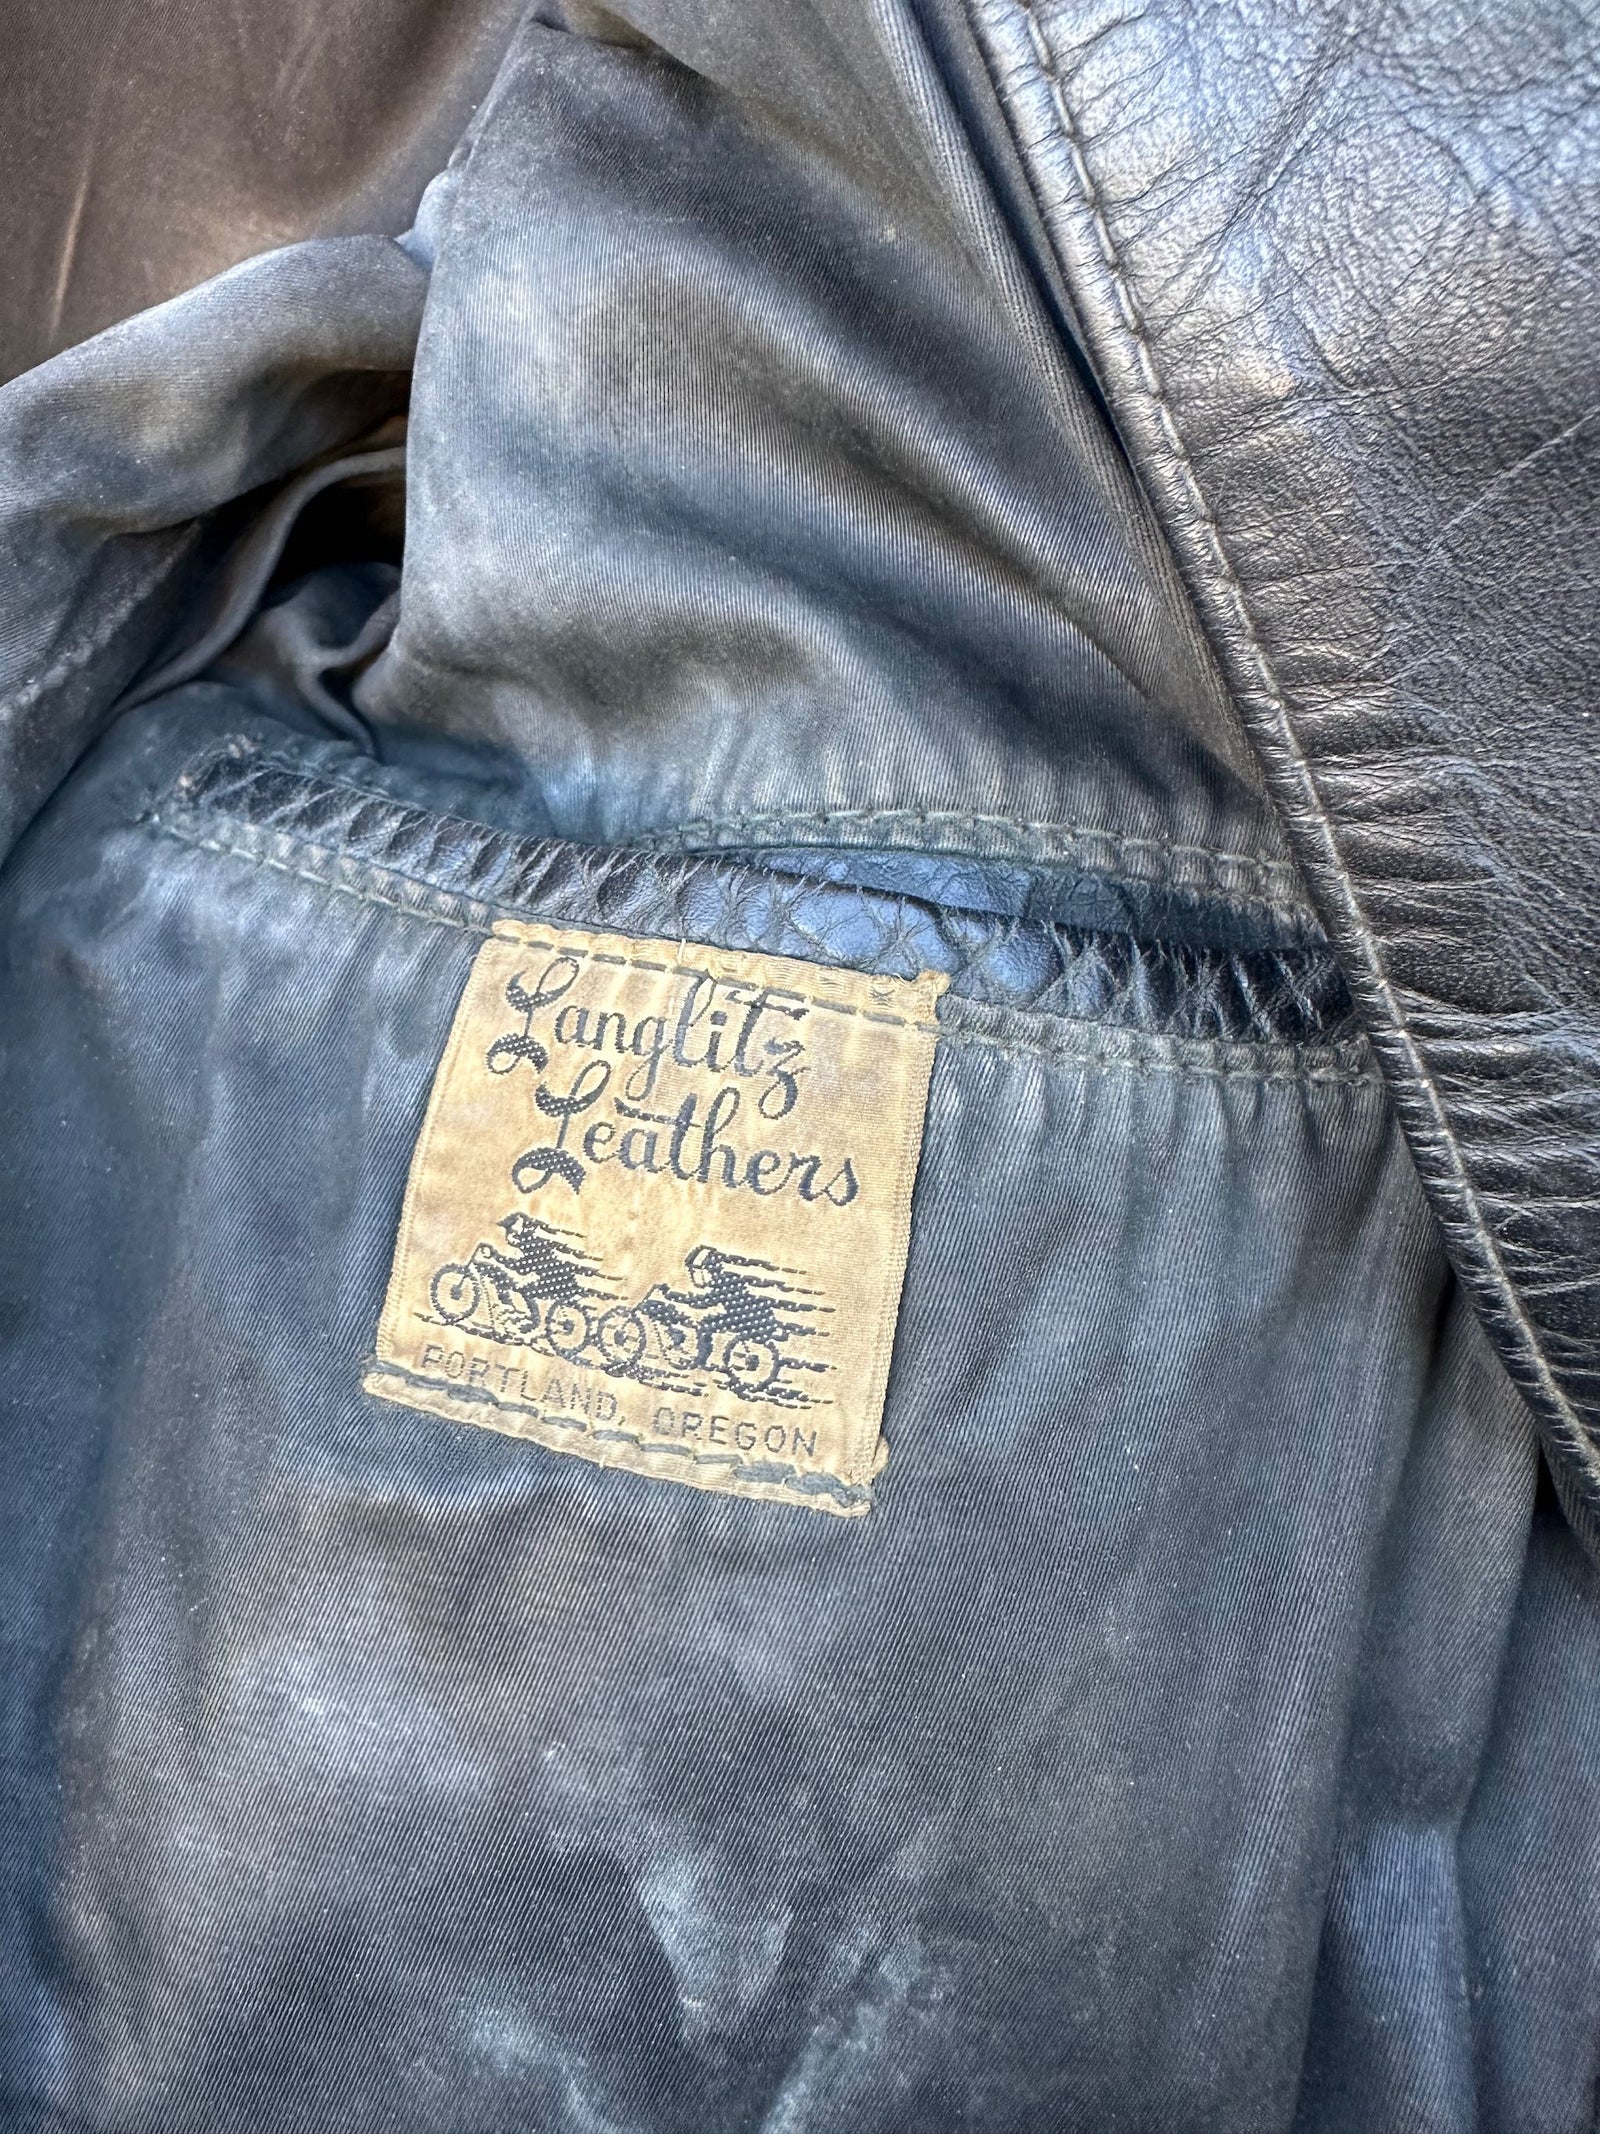 Langlitz
Leathers
PORTLAND, OREGON